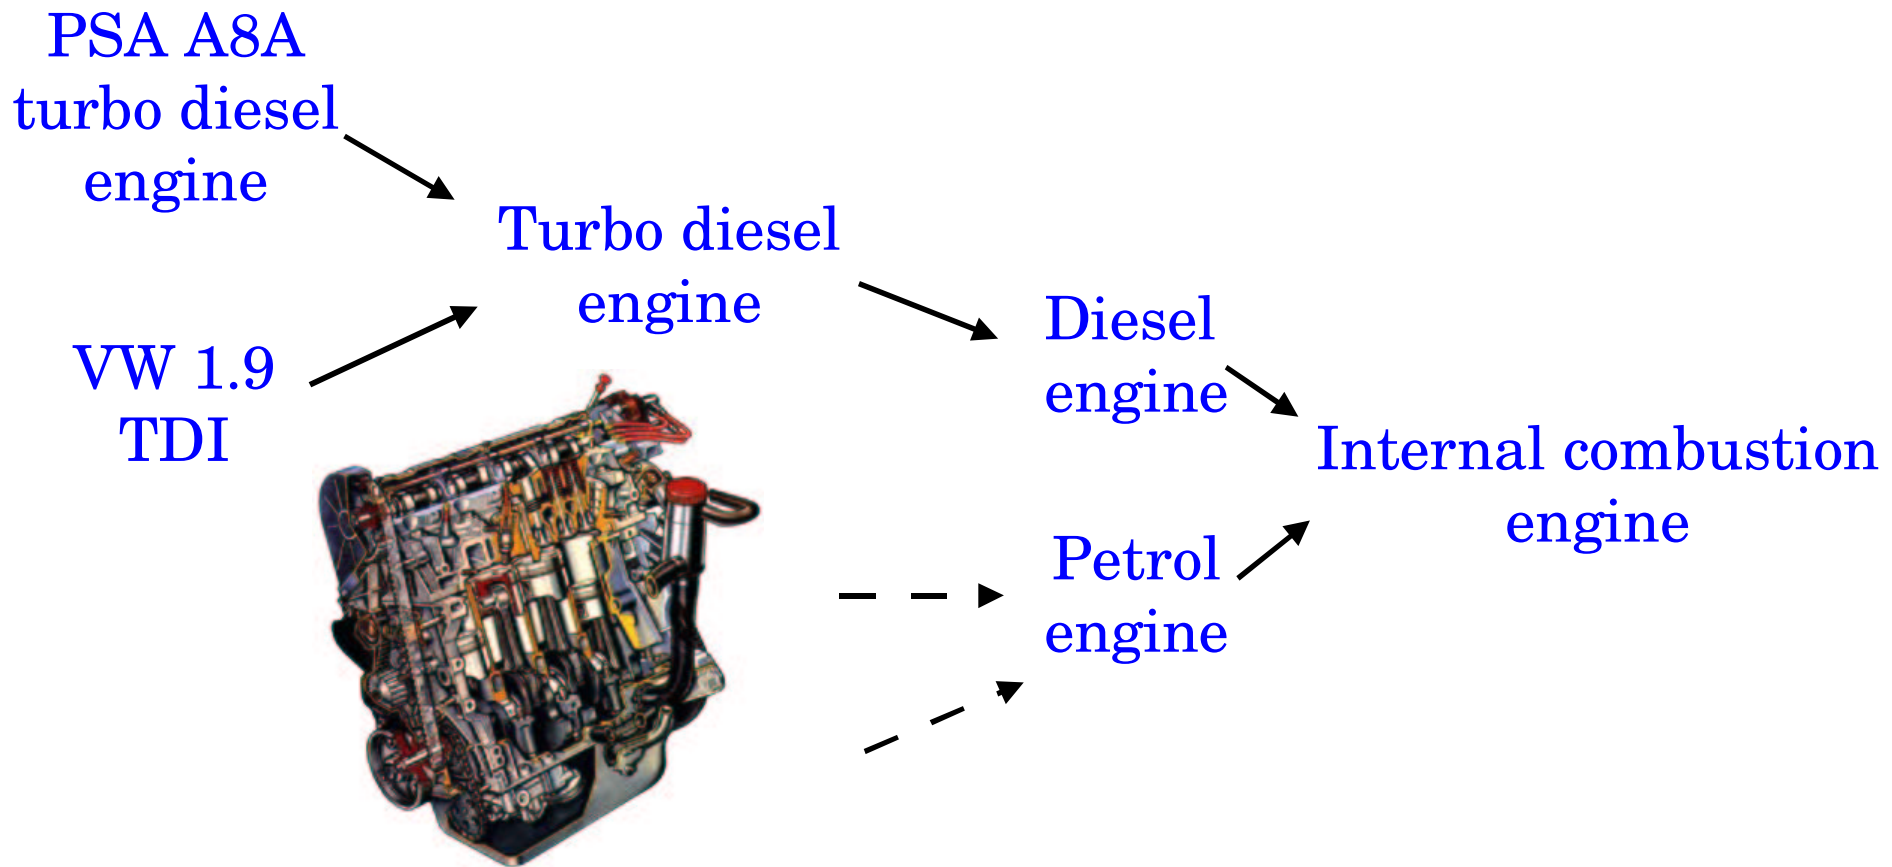 PSA A8A
turbo diesel
engine
Turbo diesel
engine
VW 1.9
TDI
Diesel
engine
Internal combustion
engine
Petrol
engine